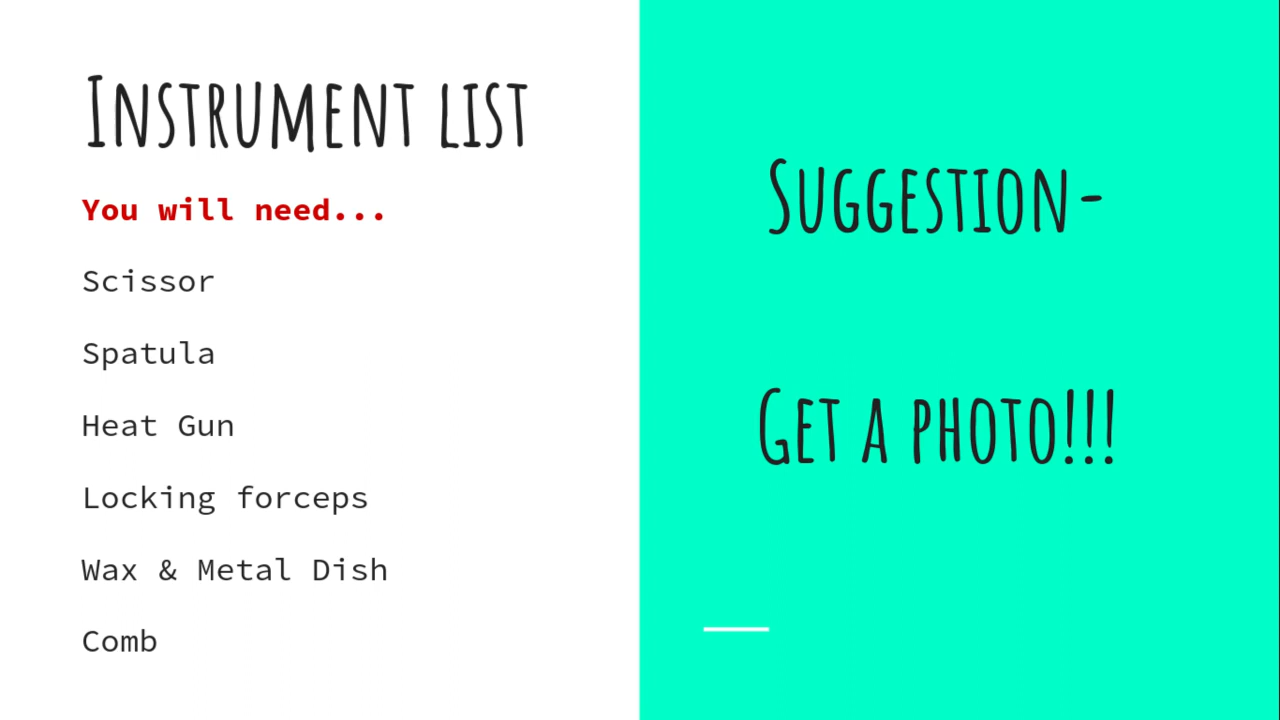 Instrument list
You will need...
Scissor
Spatula
Heat Gun
Locking forceps
Wax & Metal Dish
Comb
Suggestion-
Get a photo!!!